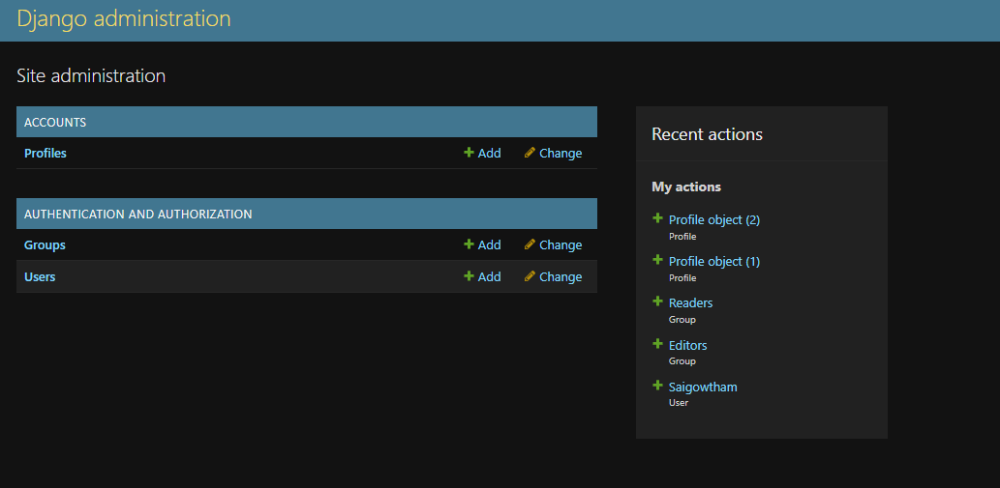 Django administration
Site administration
ACCOUNTS
Profiles Add Change
AUTHENTICATION AND AUTHORIZATION
Groups Add Change
Users Add Change
Recent actions
My actions
Profile object (2)
Profile
Profile object (1)
Profile
Readers
Group
Editors
Group
Saigowtham
User